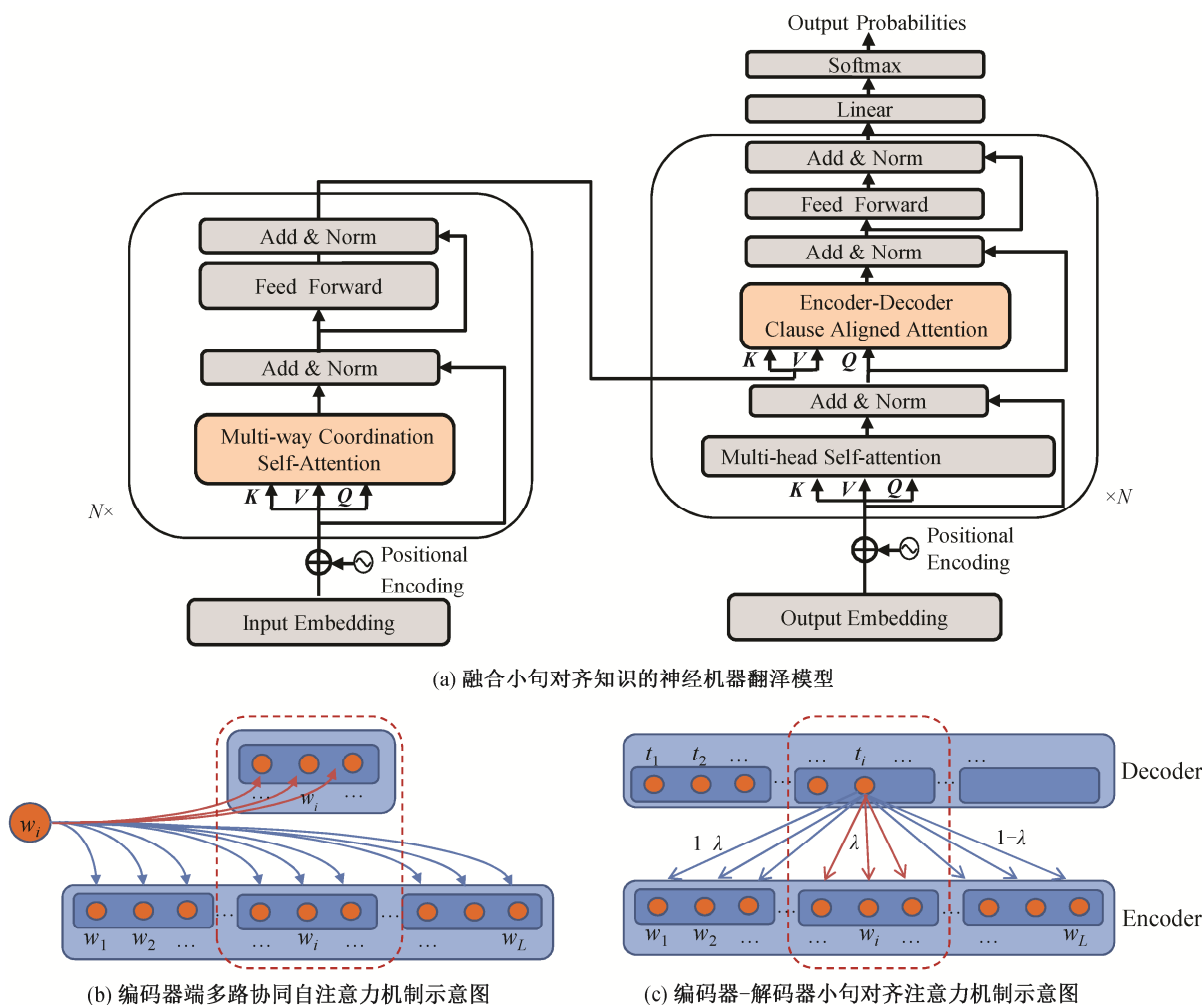 Output Probabilities
Softmax
Linear
Add & Norm
Feed Forward
Add & Norm
Encoder-Decoder
Clause Aligned Attention
K V Q
Add & Norm
Multi-head Self-attention
K V Q
×N
Positional
Encoding
Output Embedding
Add & Norm
Feed Forward
Add & Norm
Multi-way Coordination
Self-Attention
K V Q
N×
Positional
Encoding
Input Embedding
(a) 融合小句对齐知识的神经机器翻泽模型
… wi …
wi
w1 w2 … … … wi … … … wL
(b) 编码器端多路协同自注意力机制示意图
t1 t2 … … ti … …
… …
Decoder
1 λ λ 1−λ
… …
Encoder
w1 w2 … … wi … … wL
(c) 编码器−解码器小句对齐注意力机制示意图